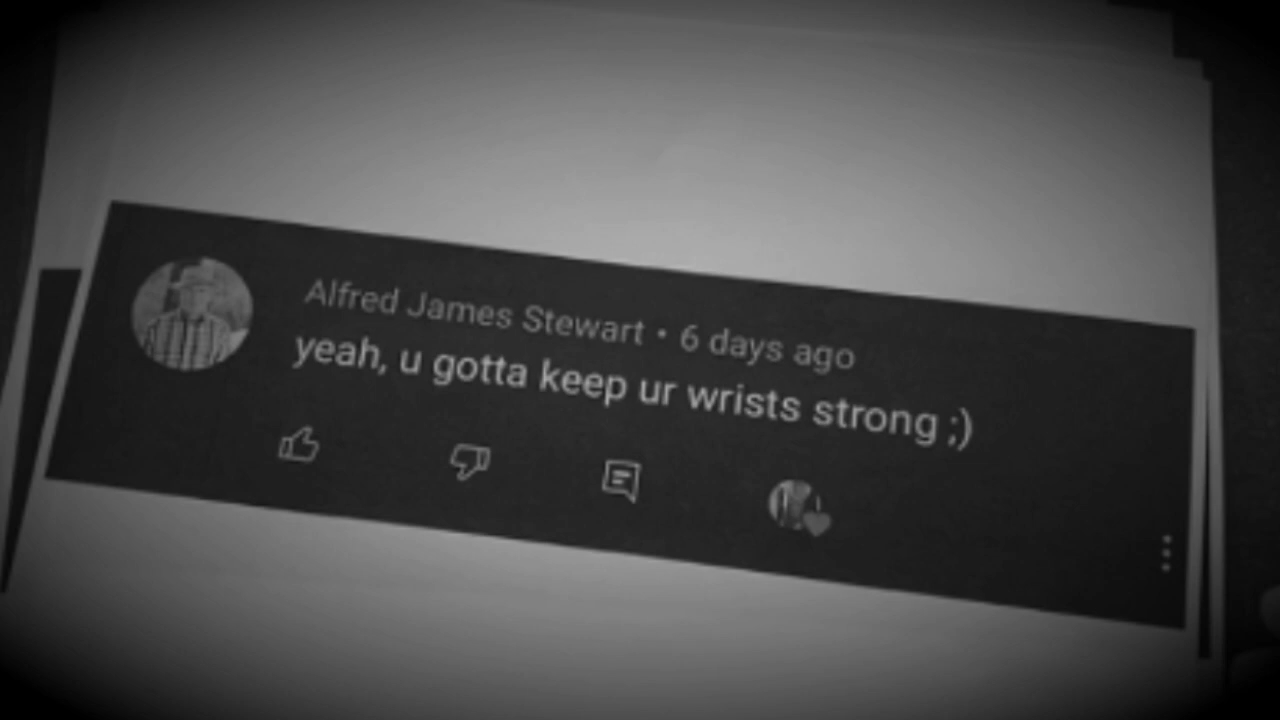 Alfred James Stewart • 6 days ago
yeah, u gotta keep ur wrists strong ;)